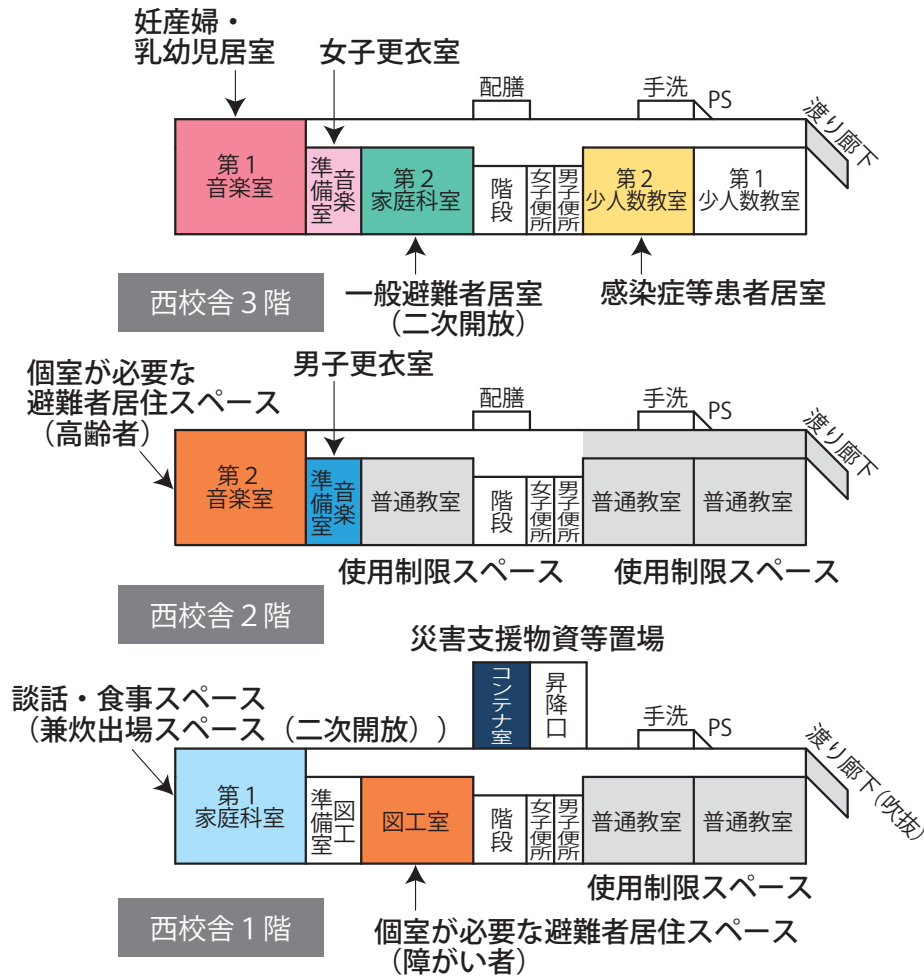 妊産婦・
乳幼児居室
女子更衣室
配膳
手洗
PS
渡り廊下
第1
音楽室
音楽
準備室
第2
家庭科室
階段
女子便所
男子便所
第2
少人数教室
第1
少人数教室
西校舎3階
一般避難者居室
(二次開放)
感染症等患者居室
個室が必要な
避難者居住スペース
(高齢者)
男子更衣室
配膳
手洗
PS
渡り廊下
第2
音楽室
音楽
準備室
普通教室
階段
女子便所
男子便所
普通教室
普通教室
使用制限スペース
使用制限スペース
西校舎2階
災害支援物資等置場
談話・食事スペース
(兼炊出場スペース(二次開放))
コンテナ室
昇降口
手洗
PS
渡り廊下(吹抜)
第1
家庭科室
図工
準備室
図工室
階段
女子便所
男子便所
普通教室
普通教室
使用制限スペース
西校舎1階
個室が必要な避難者居住スペース
(障がい者)